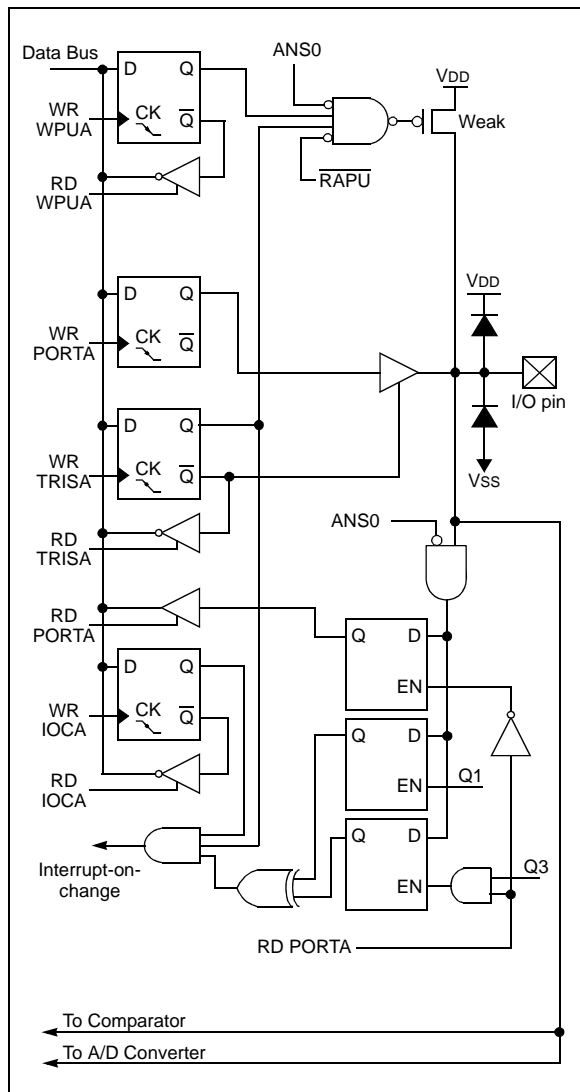 Data Bus
D
Q
WR
WPUA
CK
Q
RD
WPUA
ANS0
RAPU
VDD
Weak
D
Q
WR
PORTA
CK
Q
VDD
I/O pin
VSS
D
Q
WR
TRISA
CK
Q
RD
TRISA
ANS0
RD
PORTA
Q
D
EN
D
Q
WR
IOCA
CK
Q
RD
IOCA
Q
D
EN
Q1
Q
D
EN
Q3
Interrupt-on-
change
RD PORTA
To Comparator
To A/D Converter